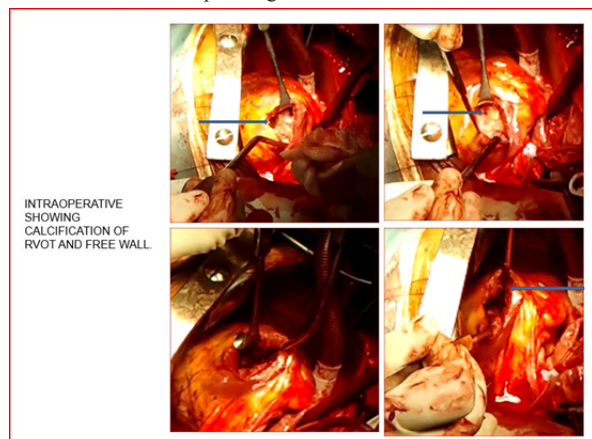 INTRAOPERATIVE
SHOWING
CALCIFICATION OF
RVOT AND FREE WALL.